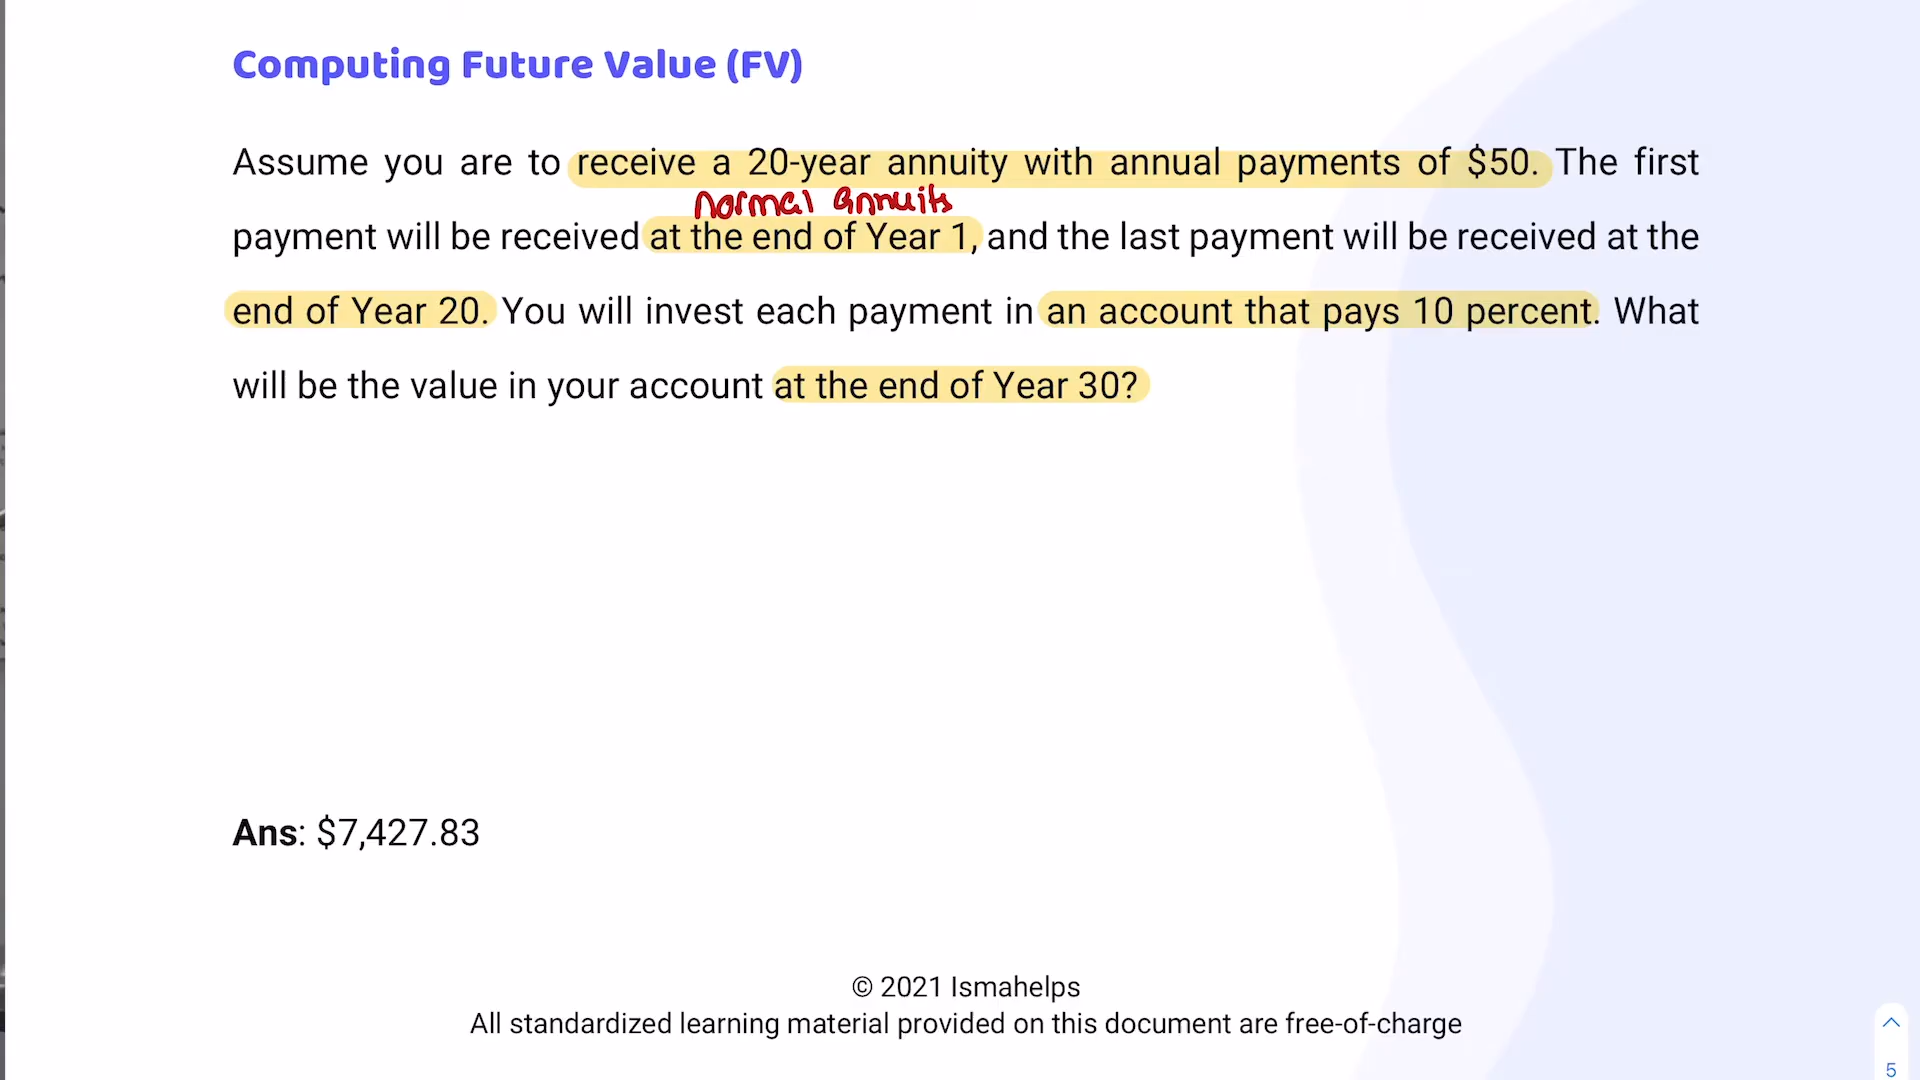 Computing Future Value (FV)
Assume you are to receive a 20-year annuity with annual payments of $50. The first
normal annuity
payment will be received at the end of Year 1, and the last payment will be received at the
end of Year 20. You will invest each payment in an account that pays 10 percent. What
will be the value in your account at the end of Year 30?
Ans: $7,427.83
© 2021 Ismahelps
All standardized learning material provided on this document are free-of-charge
5